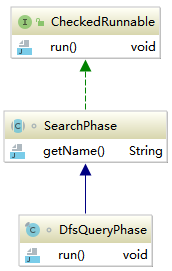 CheckedRunnable
run() void
SearchPhase
getName() String
DfsQueryPhase
run() void